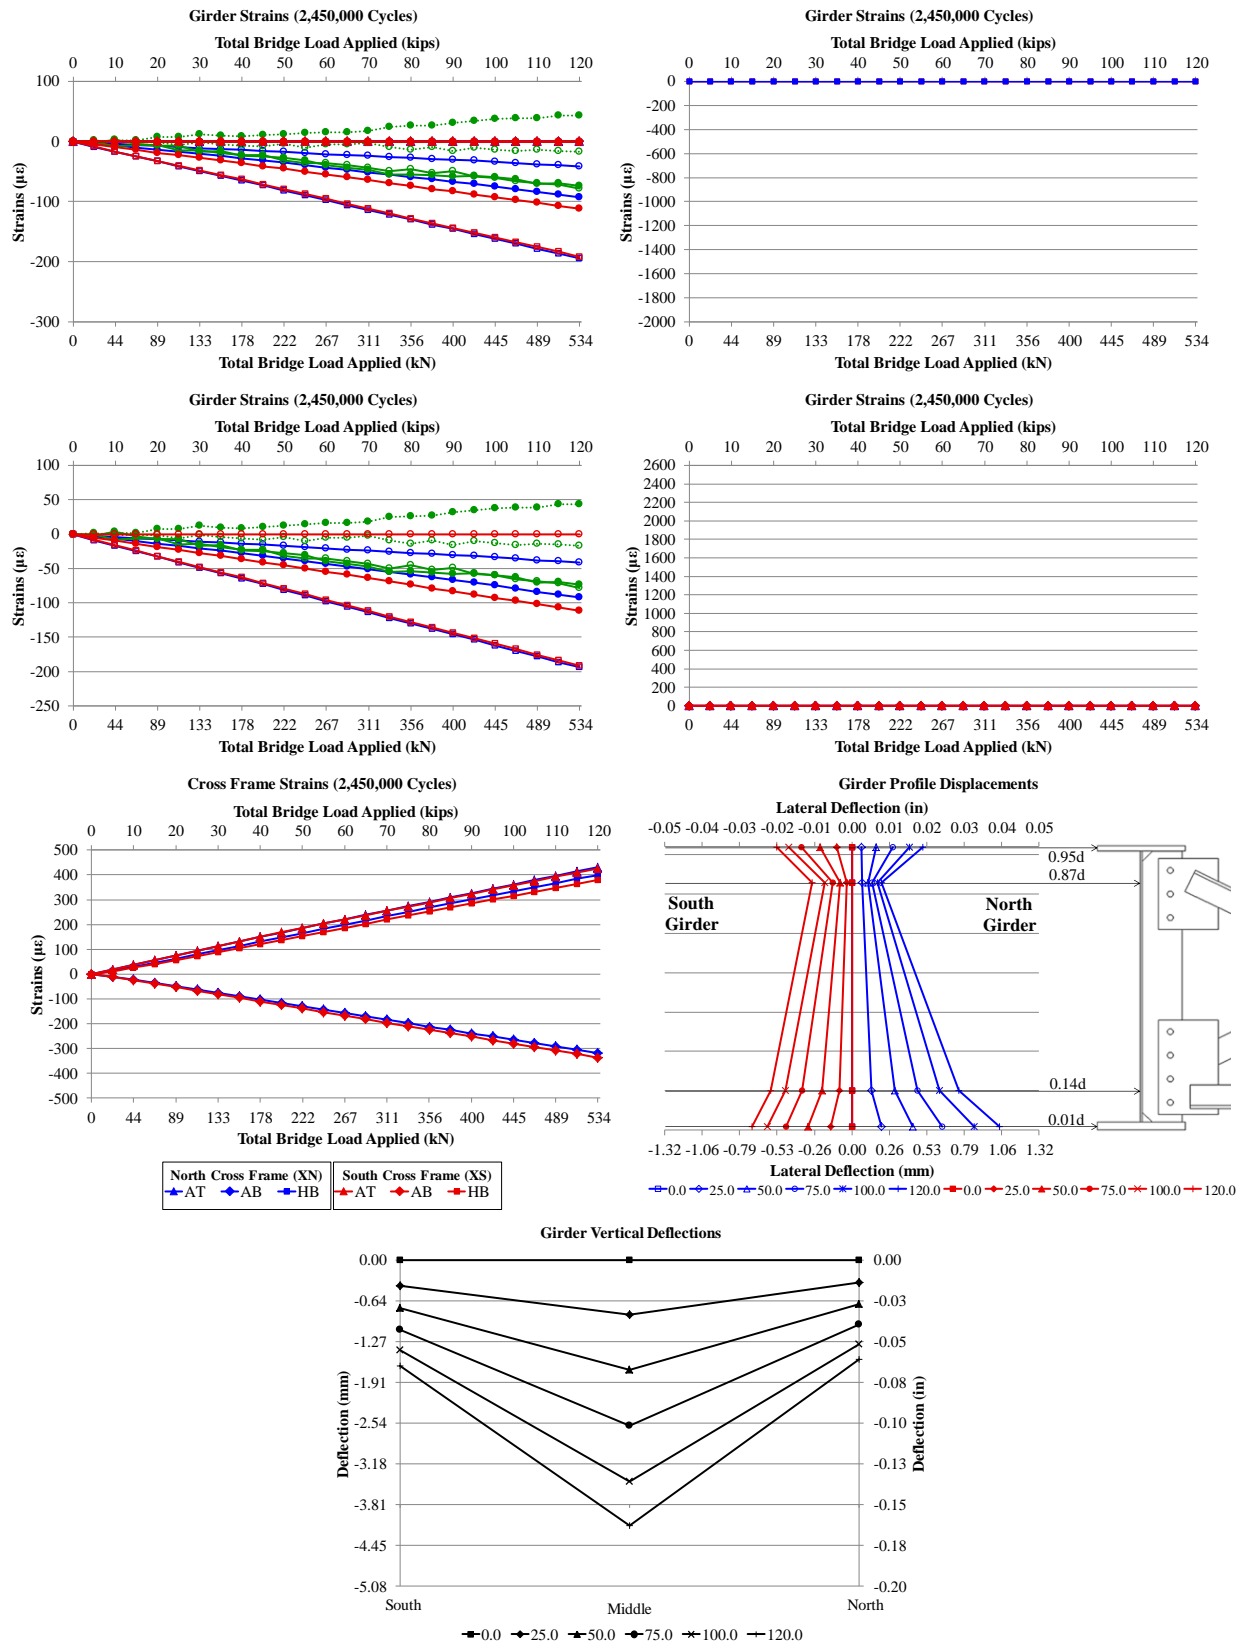 Girder Strains (2,450,000 Cycles)
Total Bridge Load Applied (kips)
0 10 20 30 40 50 60 70 80 90 100 110 120
100
0
-100
-200
-300
Strains (με)
0 44 89 133 178 222 267 311 356 400 445 489 534
Total Bridge Load Applied (kN)
Girder Strains (2,450,000 Cycles)
Total Bridge Load Applied (kips)
0 10 20 30 40 50 60 70 80 90 100 110 120
0
-200
-400
-600
-800
-1000
-1200
-1400
-1600
-1800
-2000
Strains (με)
0 44 89 133 178 222 267 311 356 400 445 489 534
Total Bridge Load Applied (kN)
Girder Strains (2,450,000 Cycles)
Total Bridge Load Applied (kips)
0 10 20 30 40 50 60 70 80 90 100 110 120
100
50
0
-50
-100
-150
-200
-250
Strains (με)
0 44 89 133 178 222 267 311 356 400 445 489 534
Total Bridge Load Applied (kN)
Girder Strains (2,450,000 Cycles)
Total Bridge Load Applied (kips)
0 10 20 30 40 50 60 70 80 90 100 110 120
2600
2400
2200
2000
1800
1600
1400
1200
1000
800
600
400
200
0
Strains (με)
0 44 89 133 178 222 267 311 356 400 445 489 534
Total Bridge Load Applied (kN)
Cross Frame Strains (2,450,000 Cycles)
Total Bridge Load Applied (kips)
0 10 20 30 40 50 60 70 80 90 100 110 120
500
400
300
200
100
0
-100
-200
-300
-400
-500
Strains (με)
0 44 89 133 178 222 267 311 356 400 445 489 534
Total Bridge Load Applied (kN)
North Cross Frame (XN) South Cross Frame (XS)
AT AB HB AT AB HB
Girder Profile Displacements
Lateral Deflection (in)
-0.05 -0.04 -0.03 -0.02 -0.01 0.00 0.01 0.02 0.03 0.04 0.05
0.95d
0.87d
South
Girder
North
Girder
0.14d
0.01d
-1.32 -1.06 -0.79 -0.53 -0.26 0.00 0.26 0.53 0.79 1.06 1.32
Lateral Deflection (mm)
0.0 25.0 50.0 75.0 100.0 120.0 0.0 25.0 50.0 75.0 100.0 120.0
Girder Vertical Deflections
0.00
-0.64
-1.27
-1.91
-2.54
-3.18
-3.81
-4.45
-5.08
Deflection (mm)
0.00
-0.03
-0.05
-0.08
-0.10
-0.13
-0.15
-0.18
-0.20
Deflection (in)
South Middle North
0.0 25.0 50.0 75.0 100.0 120.0